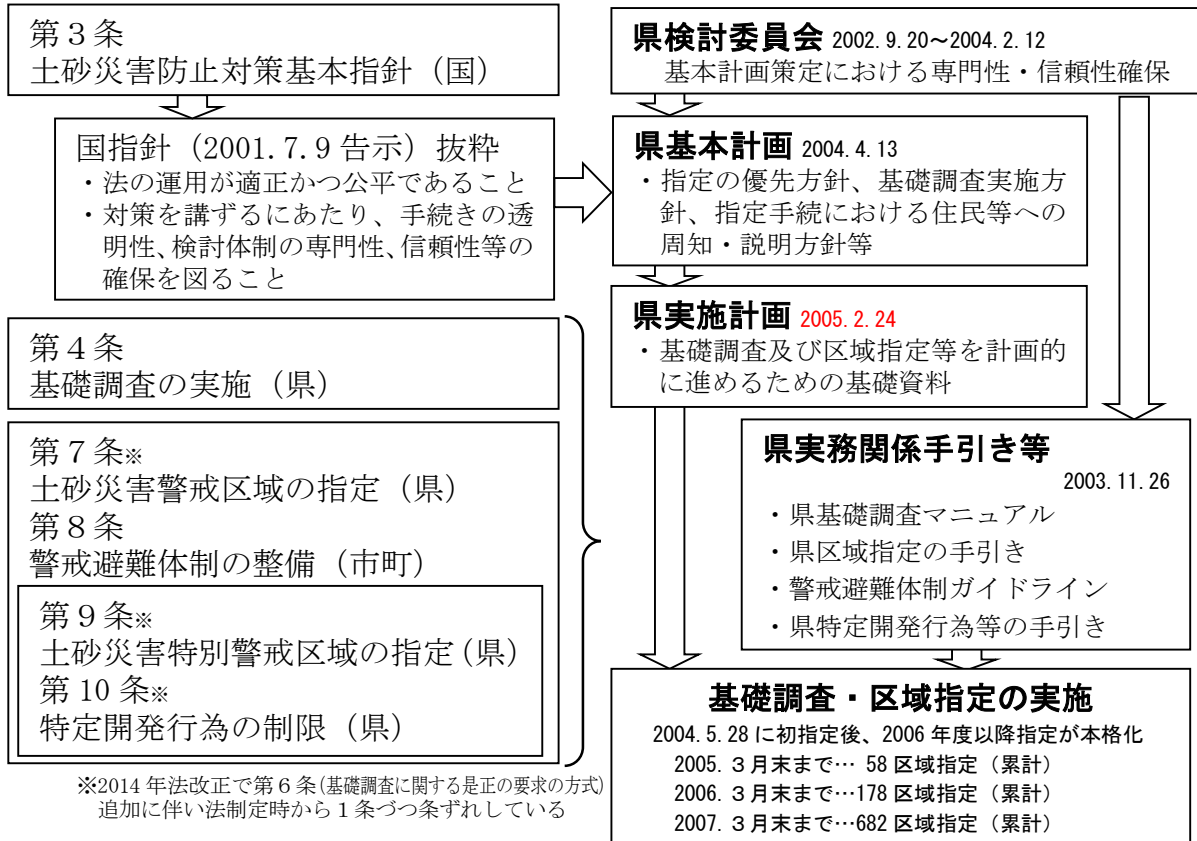 第３条
土砂災害防止対策基本指針（国）
国指針（2001.7.9 告示）抜粋
・法の運用が適正かつ公平であること
・対策を講ずるにあたり、手続きの透
明性、検討体制の専門性、信頼性等の
確保を図ること
第４条
基礎調査の実施（県）
第７条※
土砂災害警戒区域の指定（県）
第８条
警戒避難体制の整備（市町）
第９条※
土砂災害特別警戒区域の指定（県）
第 10 条※
特定開発行為の制限（県）
※2014 年法改正で第６条（基礎調査に関する是正の要求の方式）
追加に伴い法制定時から１条づつ条ずれしている
県検討委員会 2002.9.20～2004.2.12
基本計画策定における専門性・信頼性確保
県基本計画 2004.4.13
・指定の優先方針、基礎調査実施方
針、指定手続における住民等への
周知・説明方針等
県実施計画 2005.2.24
・基礎調査及び区域指定等を計画的
に進めるための基礎資料
県実務関係手引き等
2003.11.26
・県基礎調査マニュアル
・県区域指定の手引き
・警戒避難体制ガイドライン
・県特定開発行為等の手引き
基礎調査・区域指定の実施
2004.5.28 に初指定後、2006 年度以降指定が本格化
2005.３月末まで… 58 区域指定（累計）
2006.３月末まで…178 区域指定（累計）
2007.３月末まで…682 区域指定（累計）